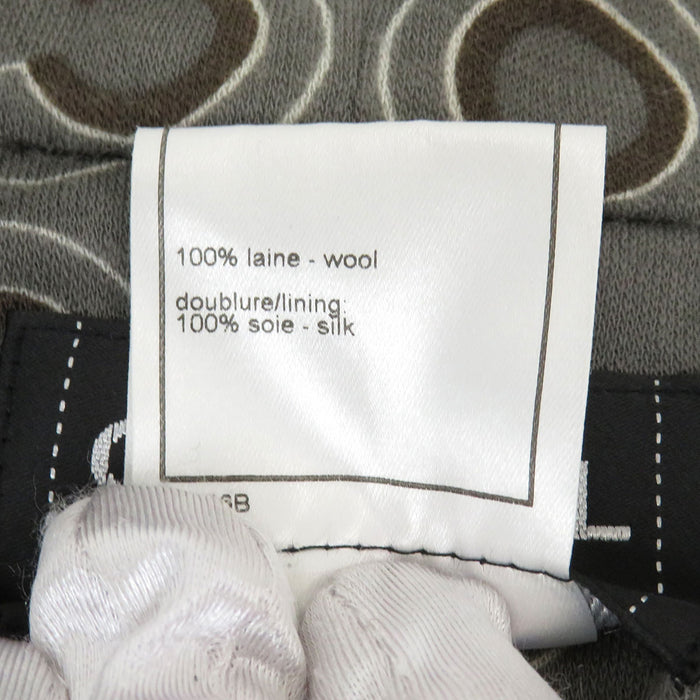 100% laine - wool
doublure/lining:
100% soie - silk